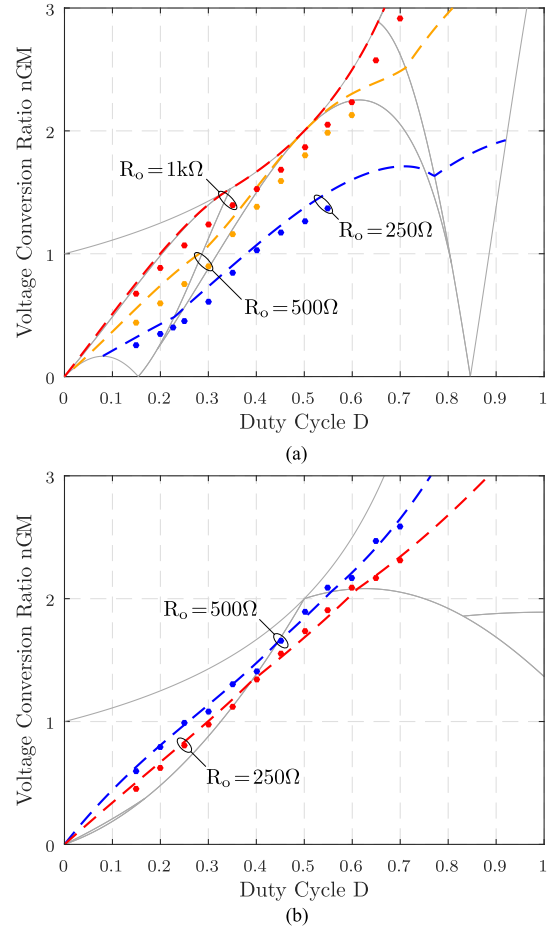 3
2
1
0
Voltage Conversion Ratio nGM
R_o = 1kΩ
R_o = 250Ω
R_o = 500Ω
0 0.1 0.2 0.3 0.4 0.5 0.6 0.7 0.8 0.9 1
Duty Cycle D
(a)
3
2
1
0
Voltage Conversion Ratio nGM
R_o = 500Ω
R_o = 250Ω
0 0.1 0.2 0.3 0.4 0.5 0.6 0.7 0.8 0.9 1
Duty Cycle D
(b)